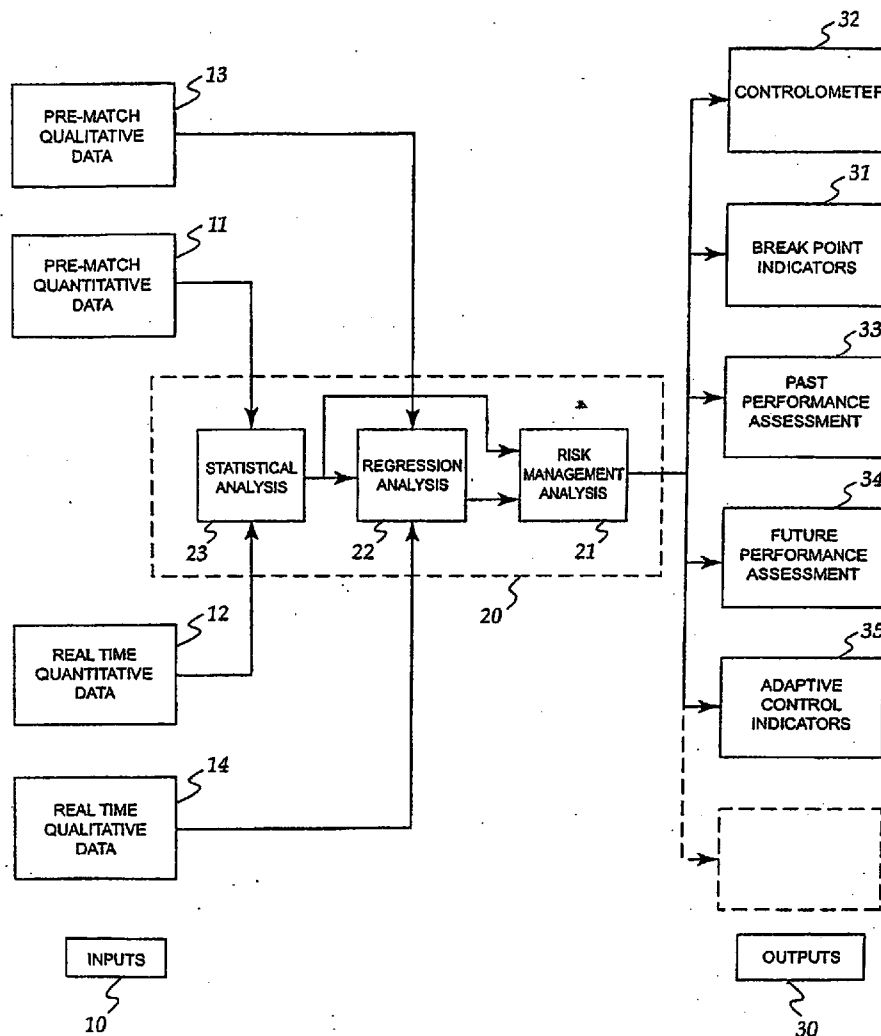 13
PRE-MATCH
QUALITATIVE
DATA
11
PRE-MATCH
QUANTITATIVE
DATA
STATISTICAL
ANALYSIS
23
REGRESSION
ANALYSIS
22
RISK
MANAGEMENT
ANALYSIS
21
20
12
REAL TIME
QUANTITATIVE
DATA
14
REAL TIME
QUALITATIVE
DATA
INPUTS
10
32
CONTROLOMETER
31
BREAK POINT
INDICATORS
33
PAST
PERFORMANCE
ASSESSMENT
34
FUTURE
PERFORMANCE
ASSESSMENT
35
ADAPTIVE
CONTROL
INDICATORS
OUTPUTS
30